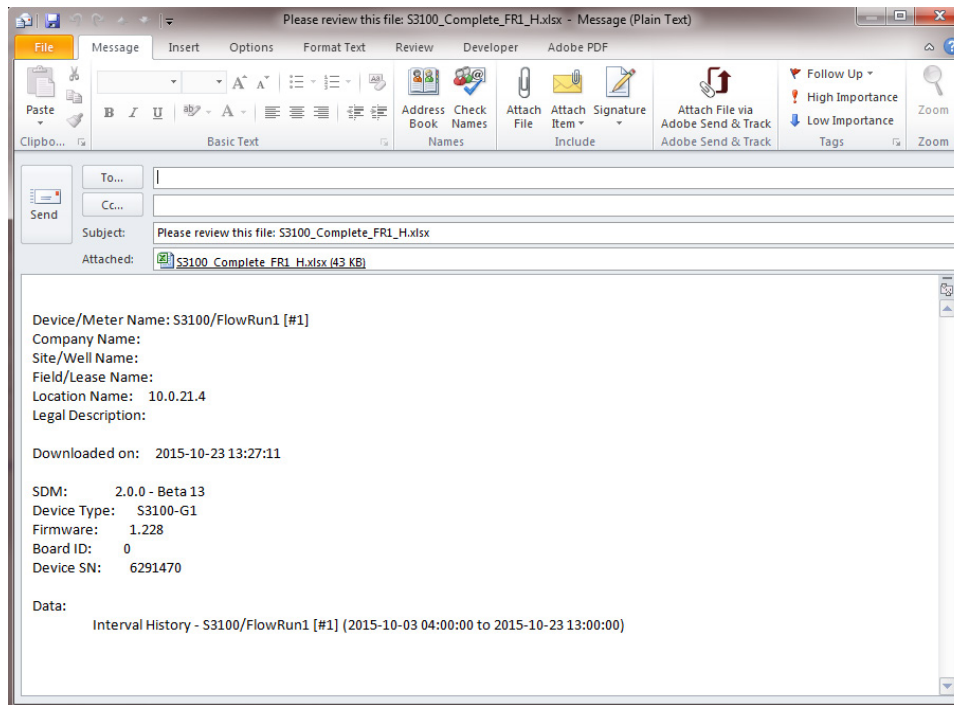 Please review this file: S3100_Complete_FR1_H.xlsx - Message (Plain Text)
File Message Insert Options Format Text Review Developer Adobe PDF
Paste
B I U ab A
A A
Address Book
Check Names
Attach File
Attach Item
Signature
Attach File via Adobe Send & Track
Follow Up
High Importance
Low Importance
Zoom
Clipbo... Basic Text Names Include Adobe Send & Track Tags Zoom
Send
To...
Cc...
Subject: Please review this file: S3100_Complete_FR1_H.xlsx
Attached: S3100_Complete_FR1_H.xlsx (43 KB)
Device/Meter Name: S3100/FlowRun1 [#1]
Company Name:
Site/Well Name:
Field/Lease Name:
Location Name: 10.0.21.4
Legal Description:
Downloaded on: 2015-10-23 13:27:11
SDM: 2.0.0 - Beta 13
Device Type: S3100-G1
Firmware: 1.228
Board ID: 0
Device SN: 6291470
Data:
Interval History - S3100/FlowRun1 [#1] (2015-10-03 04:00:00 to 2015-10-23 13:00:00)